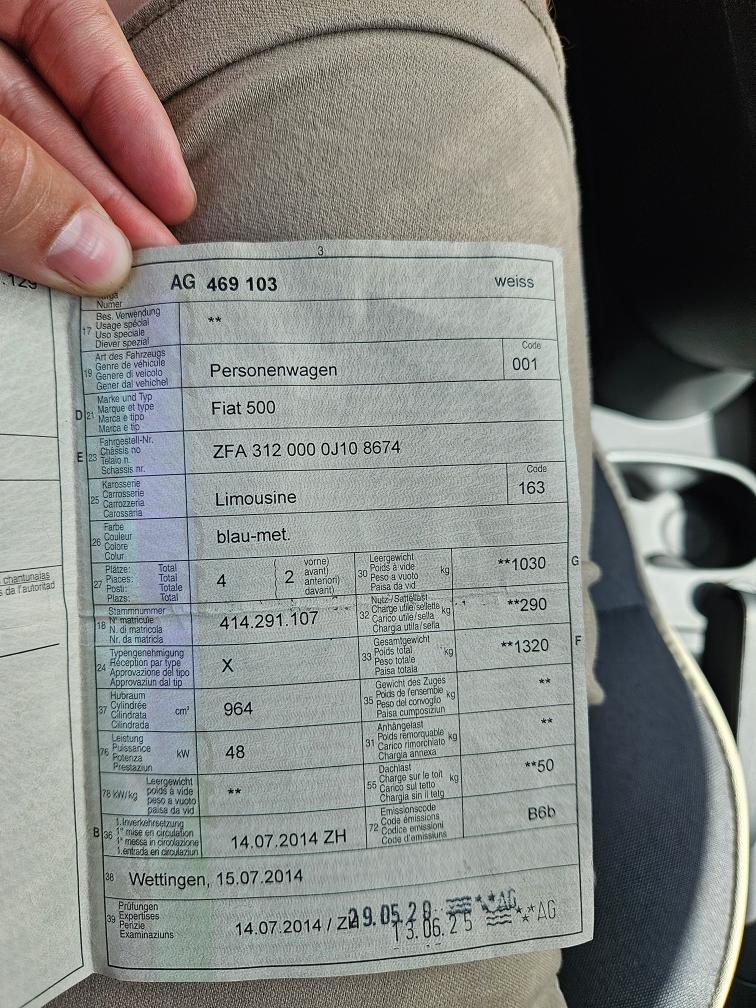 3
AG 469 103 weiss
Numer
17 Bes. Verwendung
Usage spécial
Uso speciale
Diever spezial
**
19 Art des Fahrzeugs
Genre de véhicule
Genere di veicolo
Gener dal vehichel
Personenwagen
Code
001
D 21 Marke und Typ
Marque et type
Marca e tipo
Marca e tip
Fiat 500
E 23 Fahrgestell-Nr.
Châssis no
Telaio n.
Schassis nr.
ZFA 312 000 0J10 8674
25 Karosserie
Carrosserie
Carrozzeria
Carossaria
Limousine
Code
163
26 Farbe
Couleur
Colore
Colur
blau-met.
27 Plätze: Total
Places: Total
Posti: Totale
Plazs: Total
4
2
vorne)
avant)
anteriori)
davant)
30 Leergewicht
Poids à vide kg
Peso a vuoto
Paisa da vid
**1030
G
18 Stammnummer
N° matricule
N. di matricola
Nr. da matricla
414.291.107
32 Nutz-/Sattellast
Charge utile/sellette kg
Carico utile/sella
Chargia utila/sella
**290
24 Typengenehmigung
Réception par type
Approvazione del tipo
Approvaziun dal tip
X
33 Gesamtgewicht
Poids total kg
Peso totale
Paisa totala
**1320
F
37 Hubraum
Cylindrée cm³
Cilindrata
Cilindrada
964
35 Gewicht des Zuges
Poids de l'ensemble kg
Peso del convoglio
Paisa cumposiziun
**
76 Leistung
Puissance kW
Potenza
Prestaziun
48
31 Anhängelast
Poids remorquable kg
Carico rimorchiato
Chargia annexa
**
78 kW/kg Leergewicht
poids à vide
peso a vuoto
paisa da vid
**
55 Dachlast
Charge sur le toit kg
Carico sul tetto
Chargia sin il tetg
**50
B 36 1.Inverkehrsetzung
1re mise en circulation
1a messa in circolazione
1.entrada en circulaziun
14.07.2014 ZH
72 Emissionscode
Code émissions
Codice emissioni
Code d'emissiuns
B6b
38 Wettingen, 15.07.2014
39 Prüfungen
Expertises
Perizie
Examinaziuns
14.07.2014 / ZH
29.05.20 AG
13.06.25 AG
chantunalas
da l'autoritad